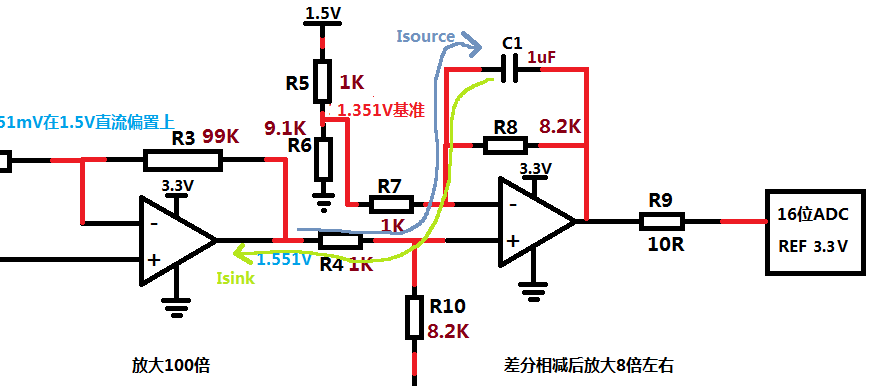 1.5V
Isource
C1
1uF
R5
1K
1.351V基准
51mV在1.5V直流偏置上
R3 99K
9.1K
R6
R8
8.2K
3.3V
3.3V
R7
1K
-
+
-
+
R9
10R
16位ADC
REF 3.3V
1.551V
R4 1K
Isink
R10
8.2K
放大100倍
差分相减后放大8倍左右